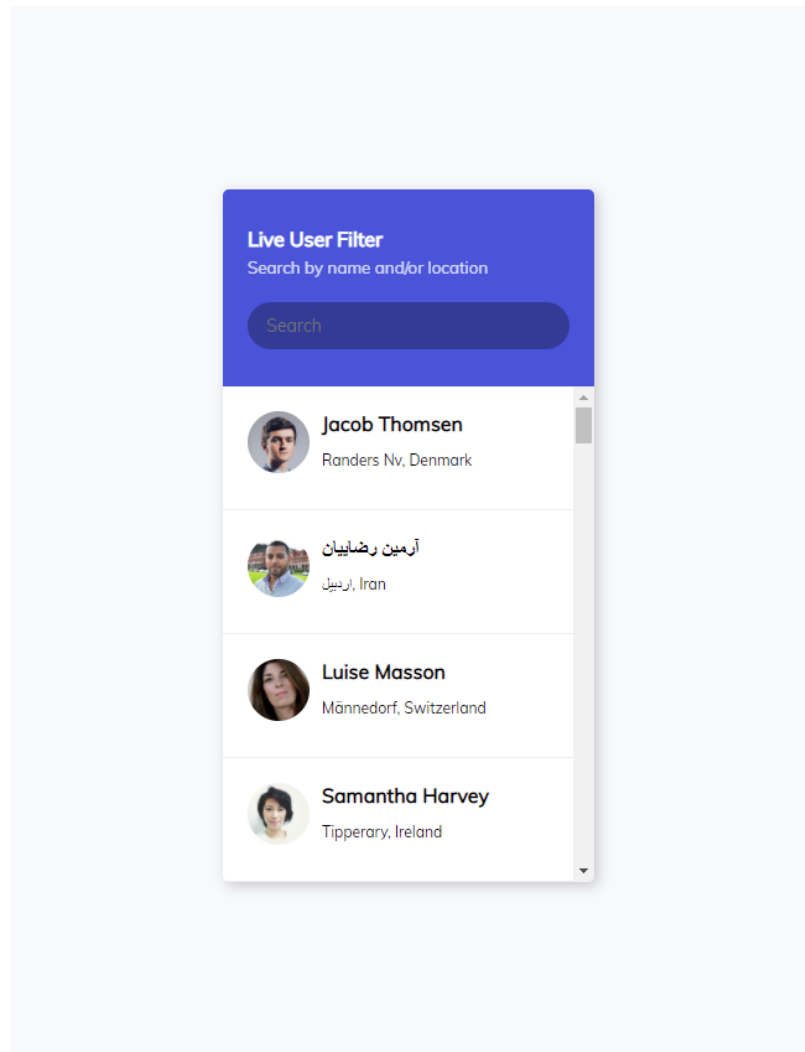 Live User Filter
Search by name and/or location
Search
Jacob Thomsen
Randers Nv, Denmark
آرمین رضاییان
اردبیل, Iran
Luise Masson
Männedorf, Switzerland
Samantha Harvey
Tipperary, Ireland